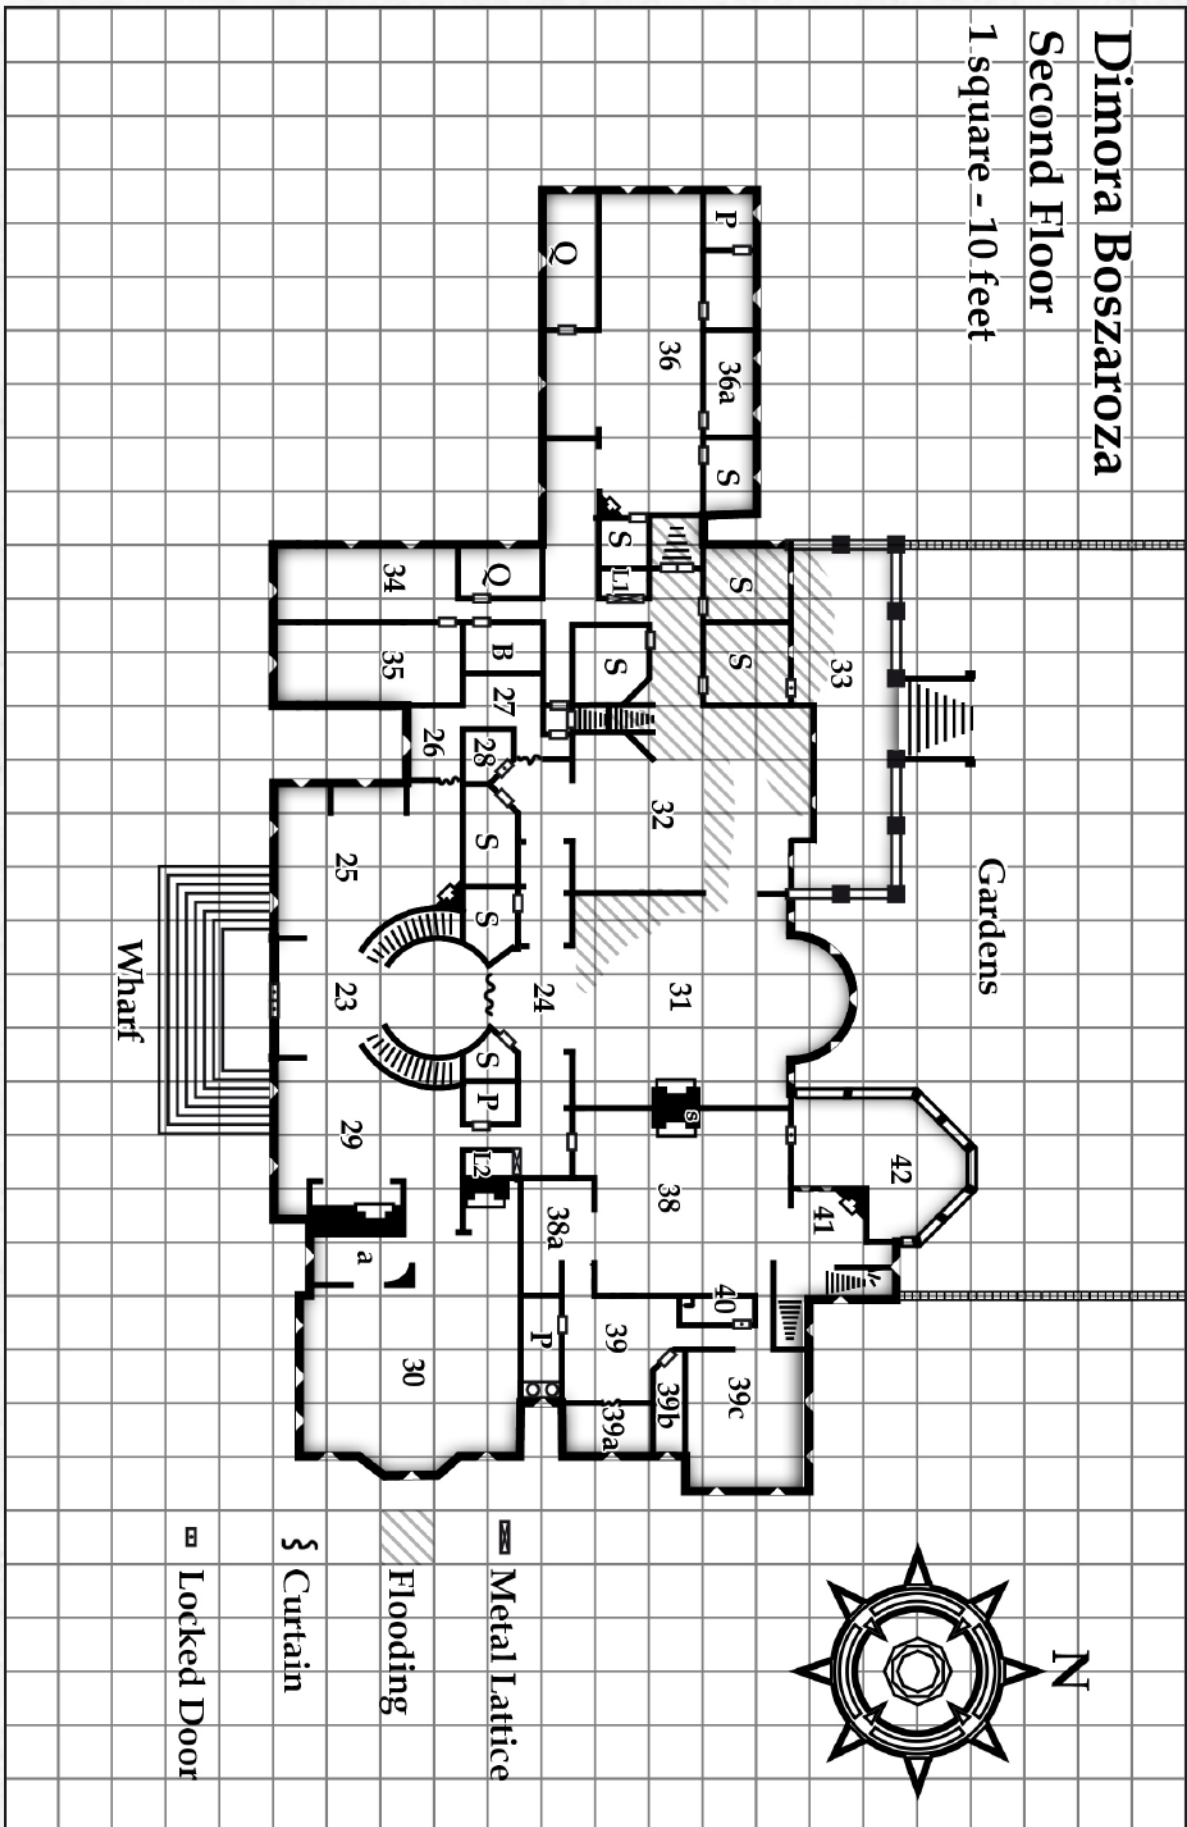 Dimora Boszaroza
Second Floor
1 square - 10 feet
N
Gardens
42
33
41
S
S
P
36a
S
40
39c
s
36
32
31
38
39b
S
L1
S
39
39a
Q
24
38a
P
Q
B
27
28
S
S
S
P
L2
26
34
35
a
30
25
23
29
Wharf
Metal Lattice
Flooding
Curtain
Locked Door